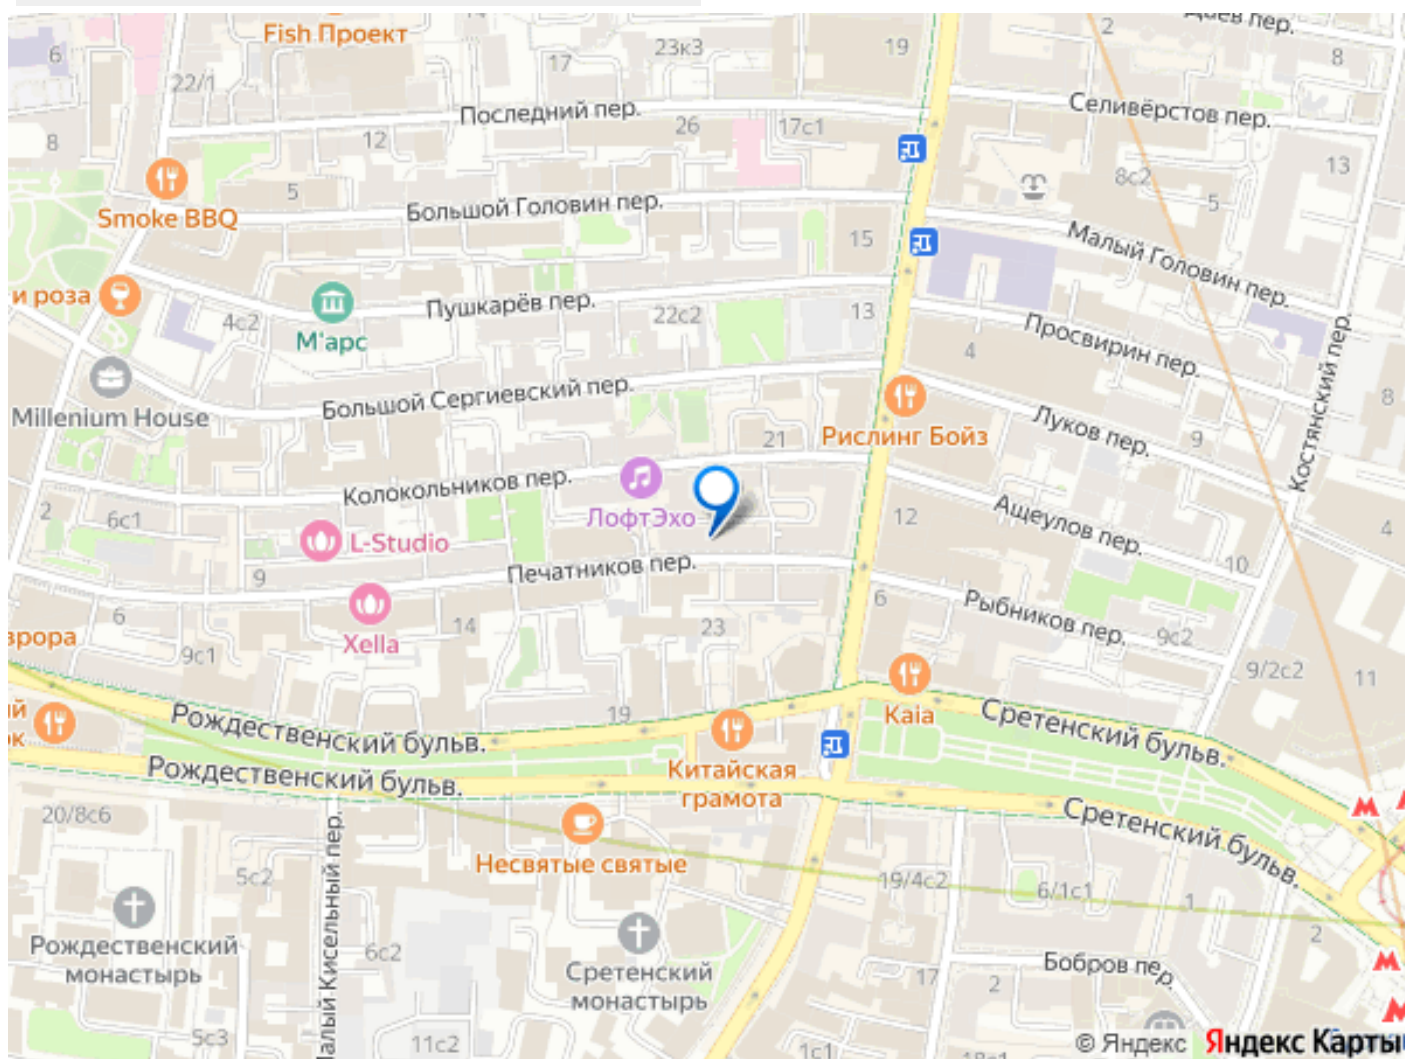 Fish Проект
14
23к3
19
2
Даев пер.
6
17
8
22/1
Последний пер.
26
17с1
Селивёрстов пер.
8
12
13
5
Smoke BBQ
Большой Головин пер.
8с2
5
15
Малый Головин пер.
и роза
Пушкарёв пер.
4с2
22с2
13
М'арс
Просвирин пер.
4
Millenium House
Большой Сергиевский пер.
8
Рислинг Бойз
21
Луков пер.
9
Костянский пер.
Колокольников пер.
2
6с1
ЛофтЭхо
12
Ащеулов пер.
4
L-Studio
9
Печатников пер.
10
6
Рыбников пер.
6
14
23
9с2
Xella
9с1
9/2с2
11
19
Kaia
Рождественский бульв.
Сретенский бульв.
Китайская
грамота
Рождественский бульв.
Сретенский бульв.
20/8с6
Несвятые святые
5с2
19/4с2
6/1с1
1
Малый Кисельный пер.
Рождественский
монастырь
6с2
Сретенский
монастырь
2
Бобров пер.
17
2
5с3
11с2
1с1
© Яндекс
Яндекс Карты